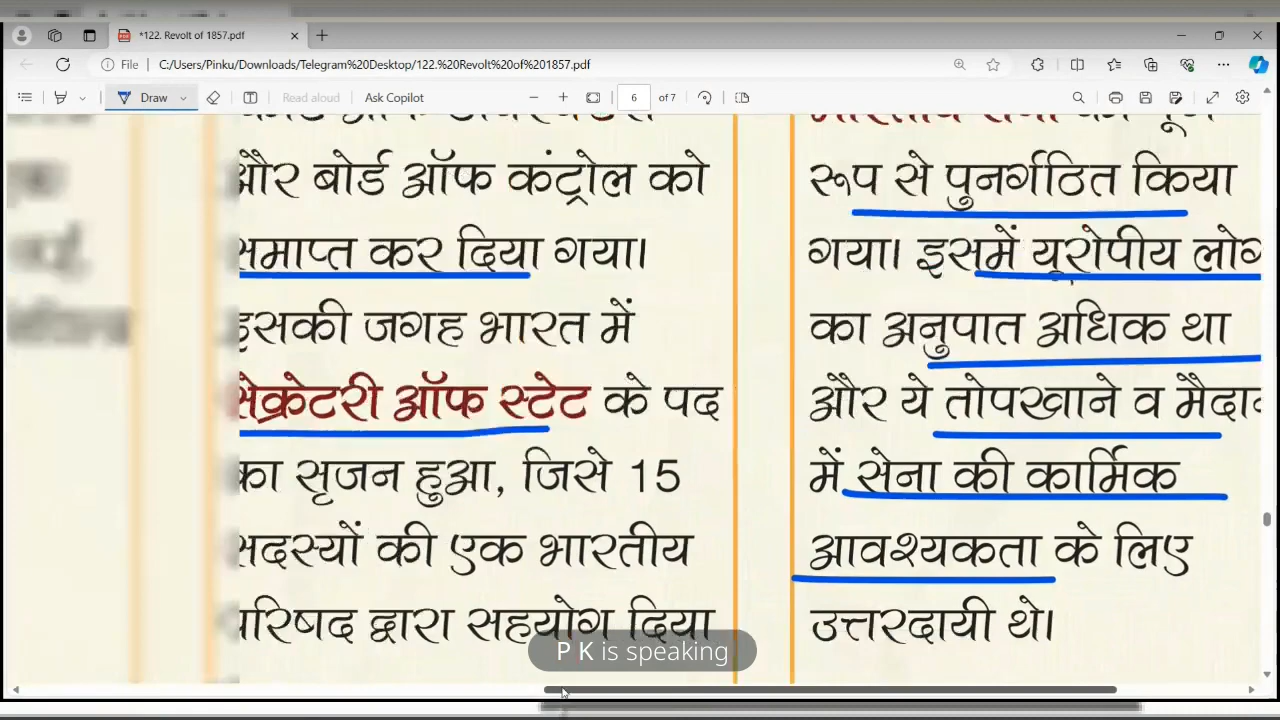 *122. Revolt of 1857.pdf
File C:/Users/Pinku/Downloads/Telegram%20Desktop/122.%20Revolt%20of%201857.pdf
Draw Read aloud Ask Copilot 6 of 7
और बोर्ड ऑफ कंट्रोल को
समाप्त कर दिया गया।
इसकी जगह भारत में
सेक्रेटरी ऑफ स्टेट के पद
का सृजन हुआ, जिसे 15
सदस्यों की एक भारतीय
परिषद द्वारा सहयोग दिया
रूप से पुनर्गठित किया
गया। इसमें यूरोपीय लोग
का अनुपात अधिक था
और ये तोपखाने व
में सेना की कार्मिक
आवश्यकता के लिए
उत्तरदायी थे।
P K is speaking